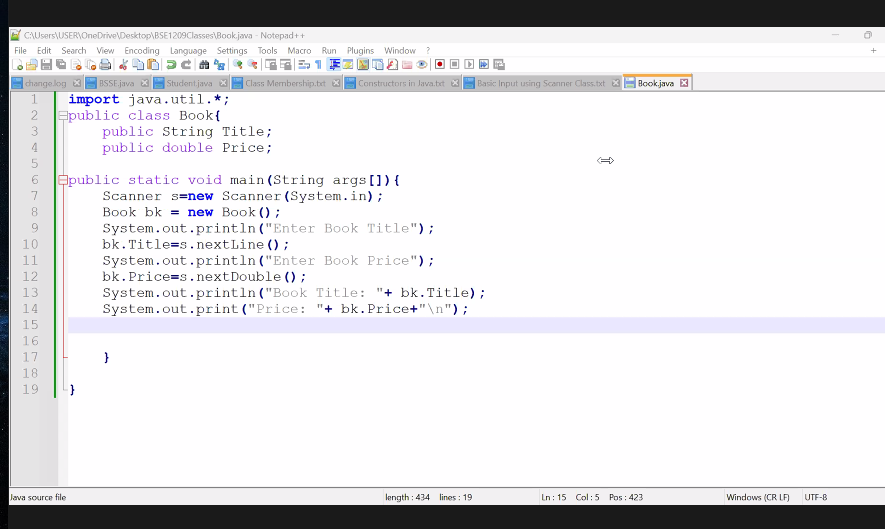 C:\Users\USER\OneDrive\Desktop\BSE1209Classes\Book.java - Notepad++
File Edit Search View Encoding Language Settings Tools Macro Run Plugins Window ?
change.log BSSE.java Student.java Class Membership.txt Constructors in Java.txt Basic Input using Scanner Class.txt Book.java
1 import java.util.*;
2 public class Book{
3 public String Title;
4 public double Price;
5
6 public static void main(String args[]){
7 Scanner s=new Scanner(System.in);
8 Book bk = new Book();
9 System.out.println("Enter Book Title");
10 bk.Title=s.nextLine();
11 System.out.println("Enter Book Price");
12 bk.Price=s.nextDouble();
13 System.out.println("Book Title: "+ bk.Title);
14 System.out.print("Price: "+ bk.Price+"\n");
15
16
17 }
18
19 }
Java source file length : 434 lines : 19 Ln : 15 Col : 5 Pos : 423 Windows (CR LF) UTF-8